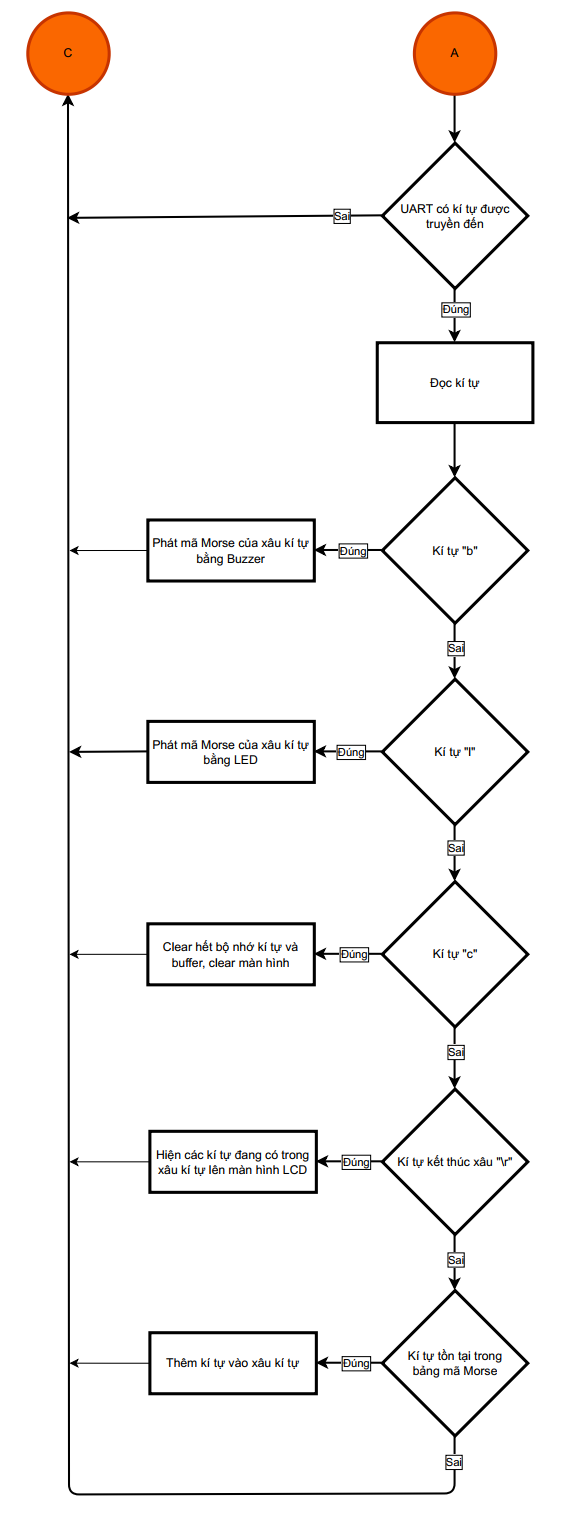 C
A
UART có kí tự được
truyền đến
Sai
Đúng
Đọc kí tự
Phát mã Morse của xâu kí tự
bằng Buzzer
Đúng
Kí tự "b"
Sai
Phát mã Morse của xâu kí tự
bằng LED
Đúng
Kí tự "l"
Sai
Clear hết bộ nhớ kí tự và
buffer, clear màn hình
Đúng
Kí tự "c"
Sai
Hiện các kí tự đang có trong
xâu kí tự lên màn hình LCD
Đúng
Kí tự kết thúc xâu "\r"
Sai
Thêm kí tự vào xâu kí tự
Đúng
Kí tự tồn tại trong
bảng mã Morse
Sai